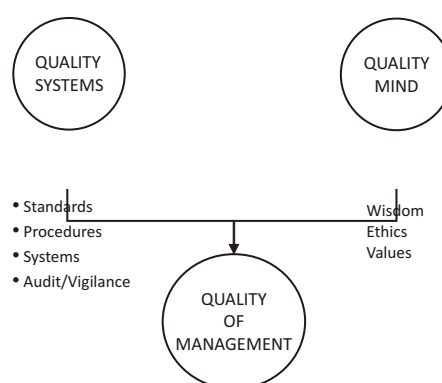 QUALITY
SYSTEMS
QUALITY
MIND
• Standards
• Procedures
• Systems
• Audit/Vigilance
Wisdom
Ethics
Values
QUALITY
OF
MANAGEMENT